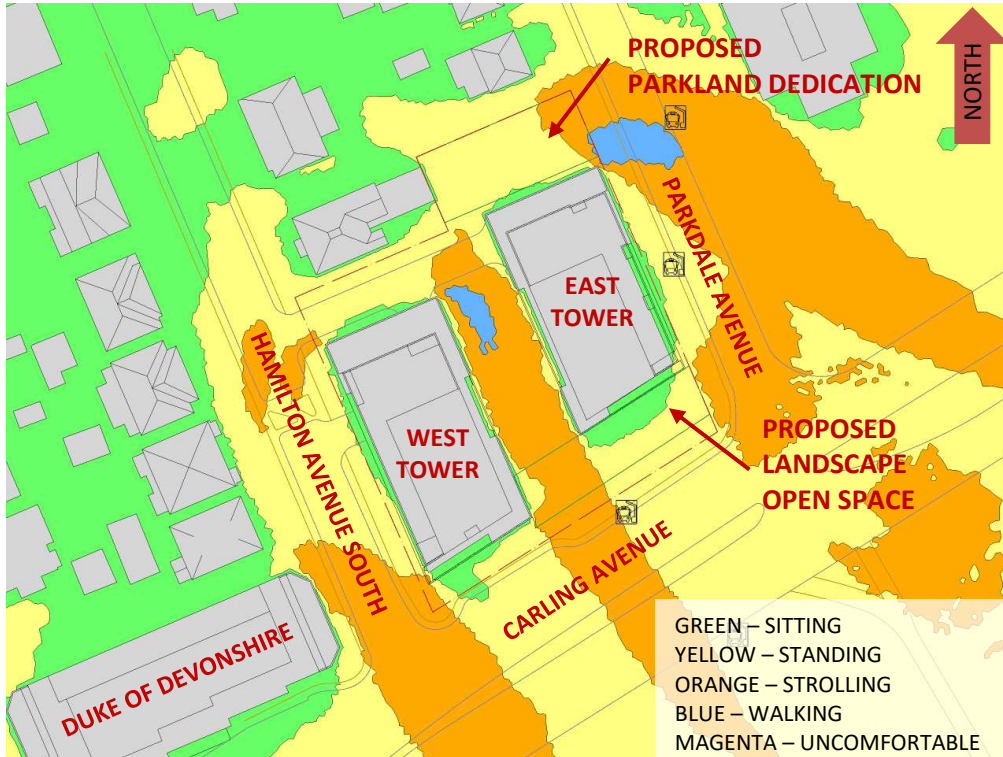 PROPOSED
PARKLAND DEDICATION
NORTH
PARKDALE AVENUE
EAST
TOWER
HAMILTON AVENUE SOUTH
WEST
TOWER
PROPOSED
LANDSCAPE
OPEN SPACE
CARLING AVENUE
DUKE OF DEVONSHIRE
GREEN – SITTING
YELLOW – STANDING
ORANGE – STROLLING
BLUE – WALKING
MAGENTA – UNCOMFORTABLE